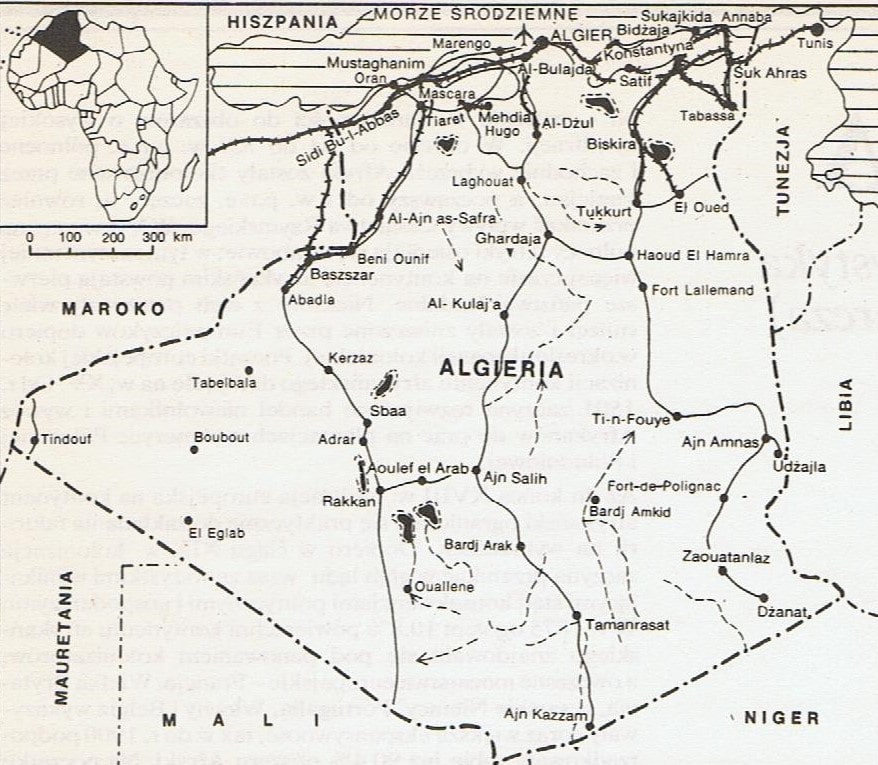 HISZPANIA
MORZE ŚRODZIEMNE
Sukajkida
Annaba
Bidżaja
ALGIER
Konstantyna
Tunis
Marengo
Mustaghanim
Oran
Al-Bulajda
Satif
Suk Ahras
Mascara
Tiaret
Mehdia
Hugo
Al-Dżul
Tabassa
Sidi Bu-l-Abbas
Biskira
TUNEZJA
Laghouat
Tukkurt
El Oued
Al-Ajn as-Safra
Ghardaja
0 100 200 300 km
Beni Ounif
Baszszar
Haoud El Hamra
Abadla
Fort Lallemand
MAROKO
Al- Kulaj'a
Kerzaz
ALGIERIA
Tabelbala
Sbaa
LIBIA
Ti-n-Fouye
Tindouf
Boubout
Adrar
Ajn Amnas
Aoulef el Arab
Ajn Salih
Udżajla
Rakkan
Fort-de-Polignac
Bardj Amkid
El Eglab
Bardj Arak
Zaouatanlaz
Ouallene
Dżanat
MAURETANIA
Tamanrasat
MALI
Ajn Kazzam
NIGER